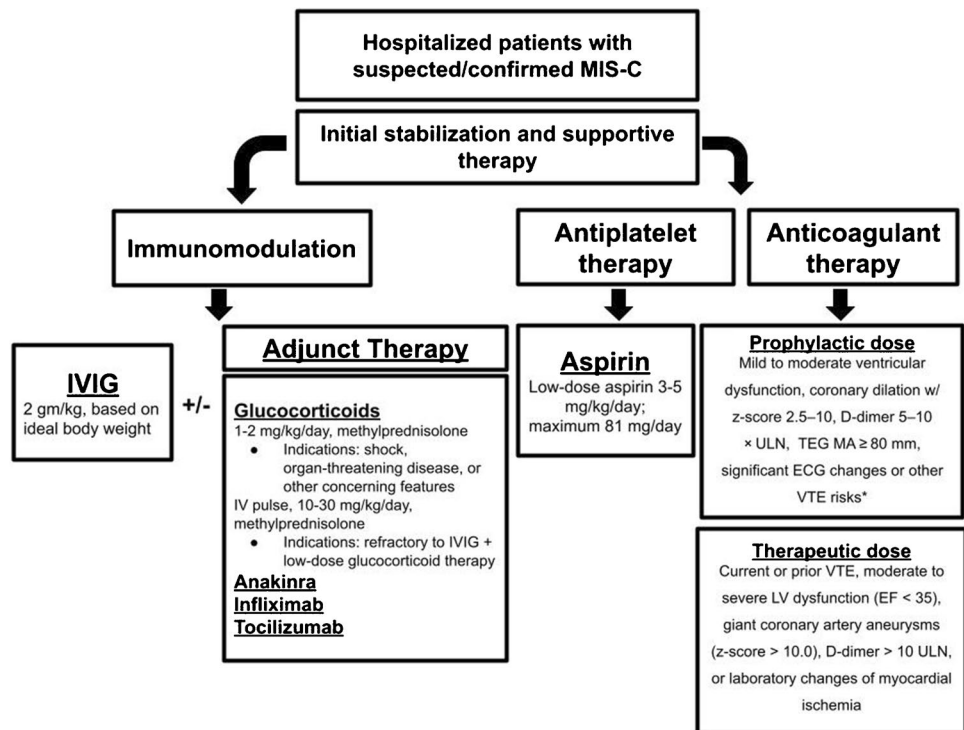 Hospitalized patients with
suspected/confirmed MIS-C
Initial stabilization and supportive
therapy
Immunomodulation
Antiplatelet
therapy
Anticoagulant
therapy
IVIG
2 gm/kg, based on
ideal body weight
+/-
Adjunct Therapy
Glucocorticoids
1-2 mg/kg/day, methylprednisolone
● Indications: shock,
organ-threatening disease, or
other concerning features
IV pulse, 10-30 mg/kg/day,
methylprednisolone
● Indications: refractory to IVIG +
low-dose glucocorticoid therapy
Anakinra
Infliximab
Tocilizumab
Aspirin
Low-dose aspirin 3-5
mg/kg/day;
maximum 81 mg/day
Prophylactic dose
Mild to moderate ventricular
dysfunction, coronary dilation w/
z-score 2.5–10, D-dimer 5–10
× ULN, TEG MA ≥ 80 mm,
significant ECG changes or other
VTE risks*
Therapeutic dose
Current or prior VTE, moderate to
severe LV dysfunction (EF < 35),
giant coronary artery aneurysms
(z-score > 10.0), D-dimer > 10 ULN,
or laboratory changes of myocardial
ischemia